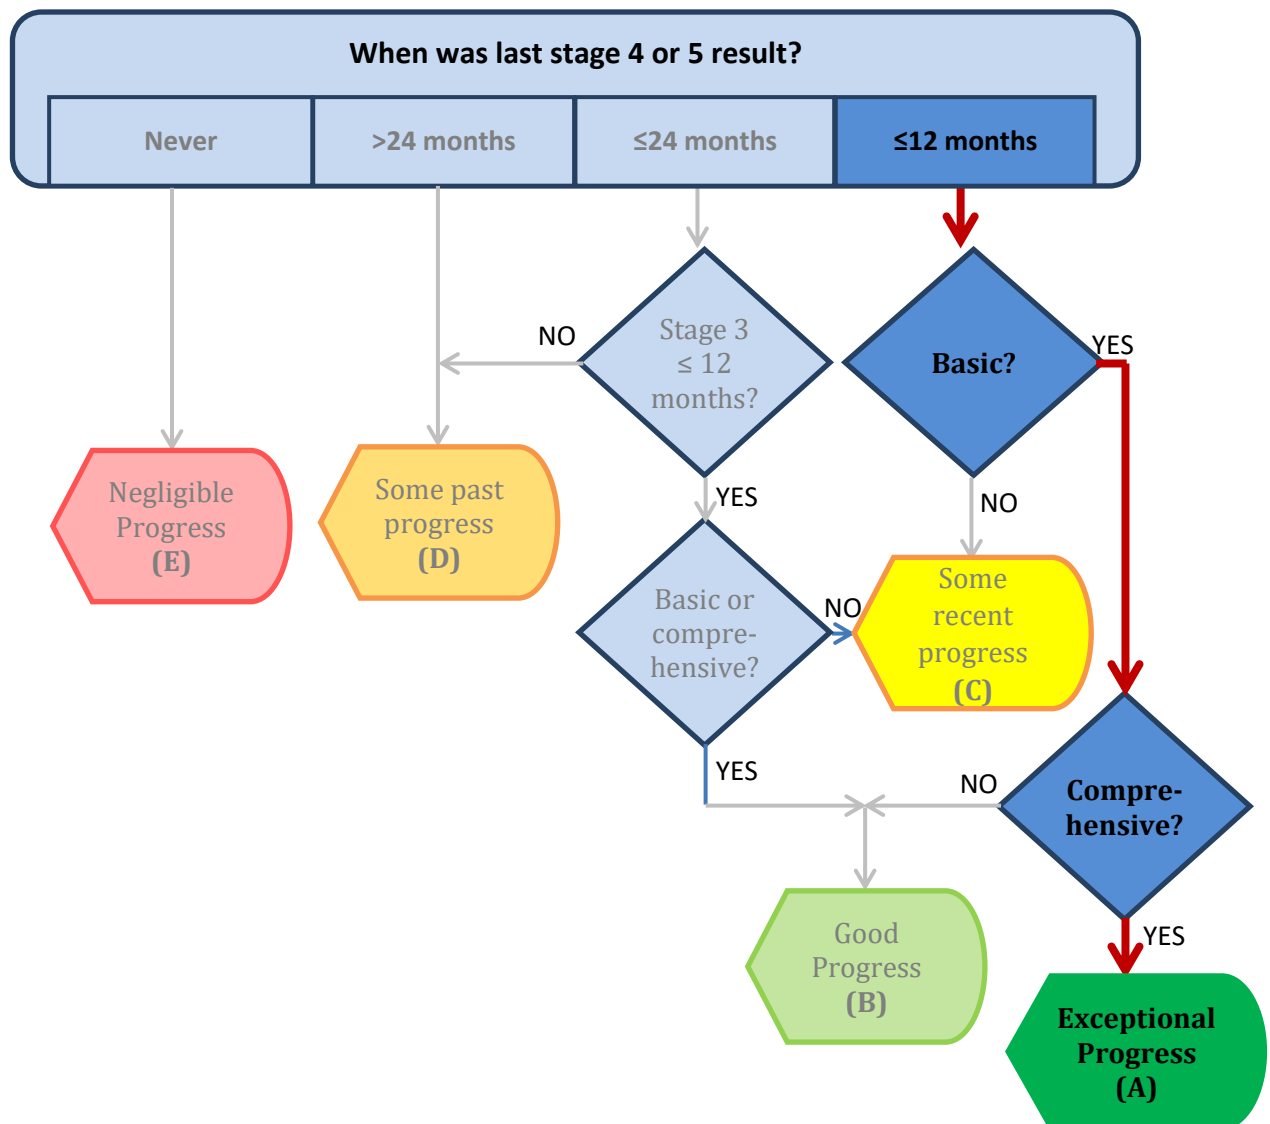 When was last stage 4 or 5 result?
Never
>24 months
≤24 months
≤12 months
NO
Stage 3
≤ 12
months?
Basic?
YES
YES
NO
Negligible
Progress
(E)
Some past
progress
(D)
Basic or
compre-
hensive?
NO
Some
recent
progress
(C)
YES
NO
Compre-
hensive?
YES
Good
Progress
(B)
Exceptional
Progress
(A)